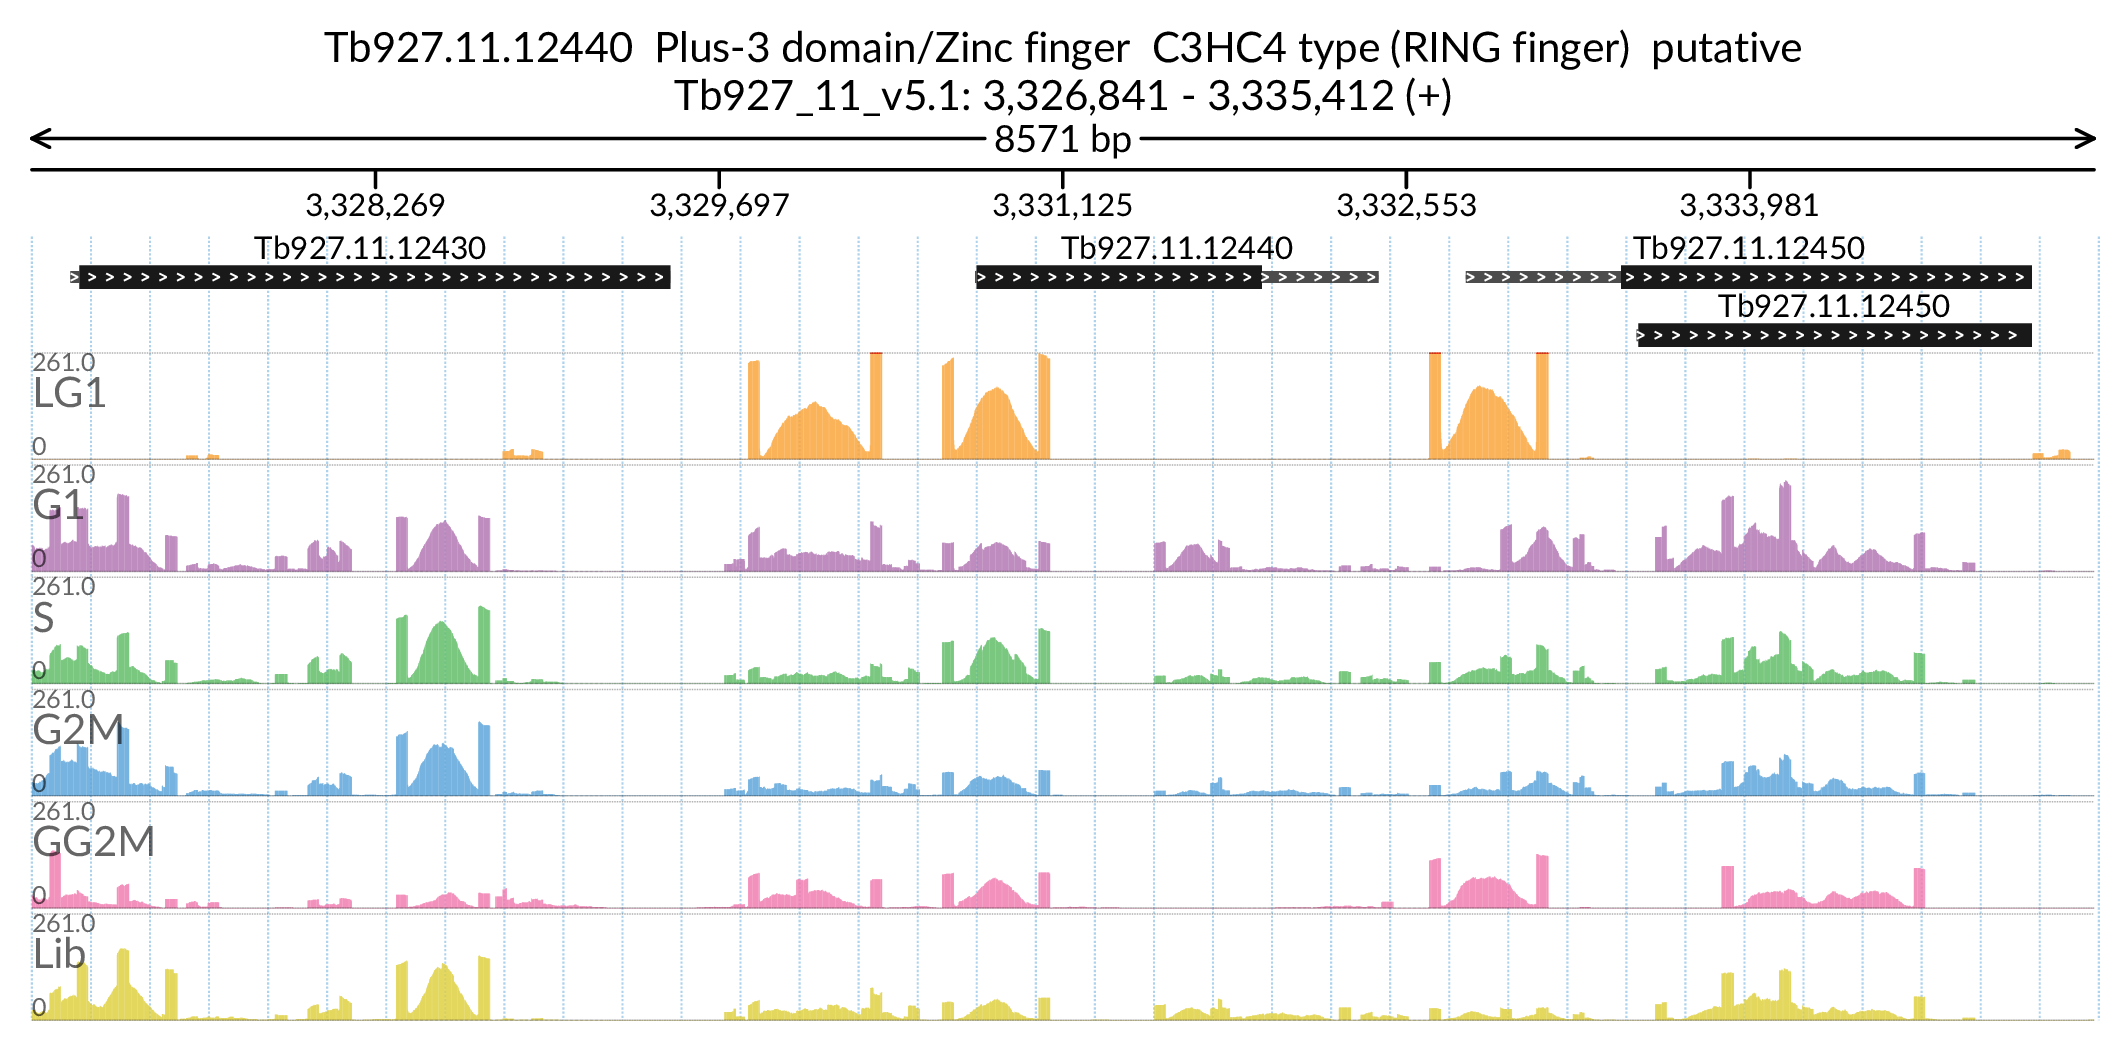 Tb927.11.12440  Plus-3 domain/Zinc finger  C3HC4 type (RING finger)  putative
Tb927_11_v5.1: 3,326,841 - 3,335,412 (+)
8571 bp
3,328,269 3,329,697 3,331,125 3,332,553 3,333,981
Tb927.11.12430 Tb927.11.12440 Tb927.11.12450
Tb927.11.12450
261.0
LG1
0
261.0
G1
0
261.0
S
0
261.0
G2M
0
261.0
GG2M
0
261.0
Lib
0